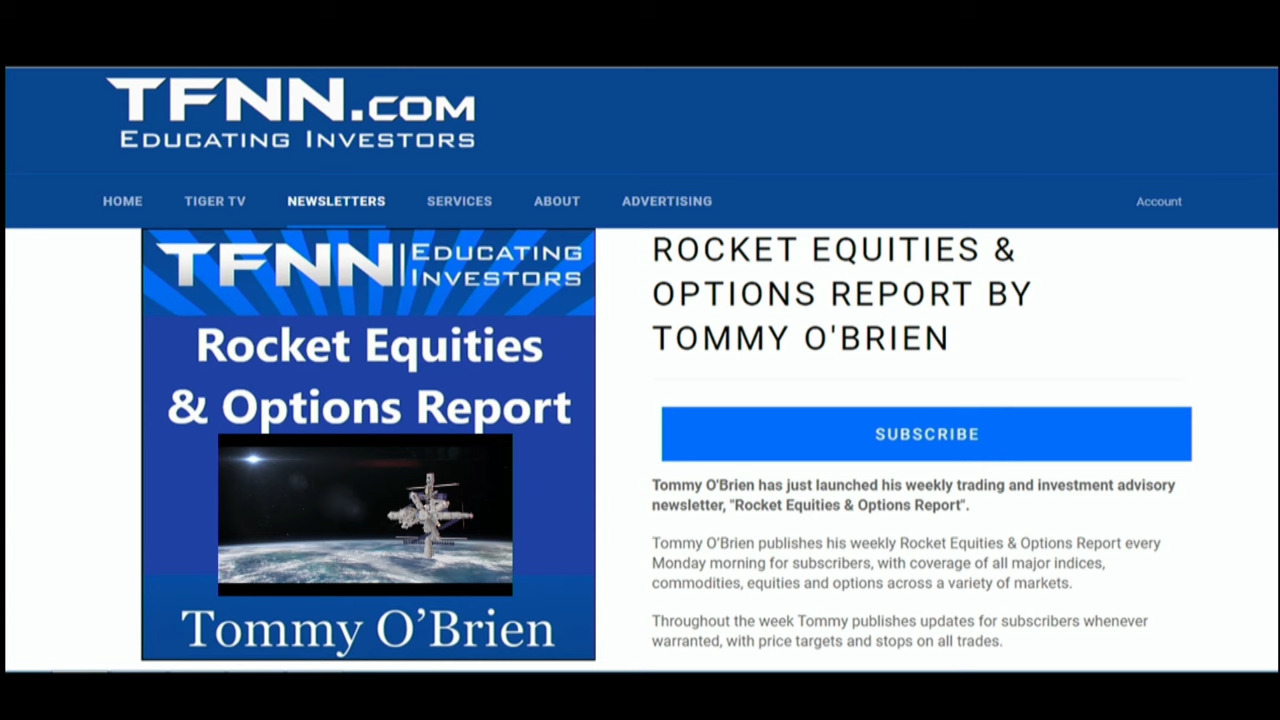 TFNN.COM
EDUCATING INVESTORS
HOME TIGER TV NEWSLETTERS SERVICES ABOUT ADVERTISING Account
TFNN EDUCATING
INVESTORS
Rocket Equities
& Options Report
Tommy O’Brien
ROCKET EQUITIES &
OPTIONS REPORT BY
TOMMY O'BRIEN
SUBSCRIBE
Tommy O'Brien has just launched his weekly trading and investment advisory
newsletter, "Rocket Equities & Options Report".
Tommy O’Brien publishes his weekly Rocket Equities & Options Report every
Monday morning for subscribers, with coverage of all major indices,
commodities, equities and options across a variety of markets.
Throughout the week Tommy publishes updates for subscribers whenever
warranted, with price targets and stops on all trades.